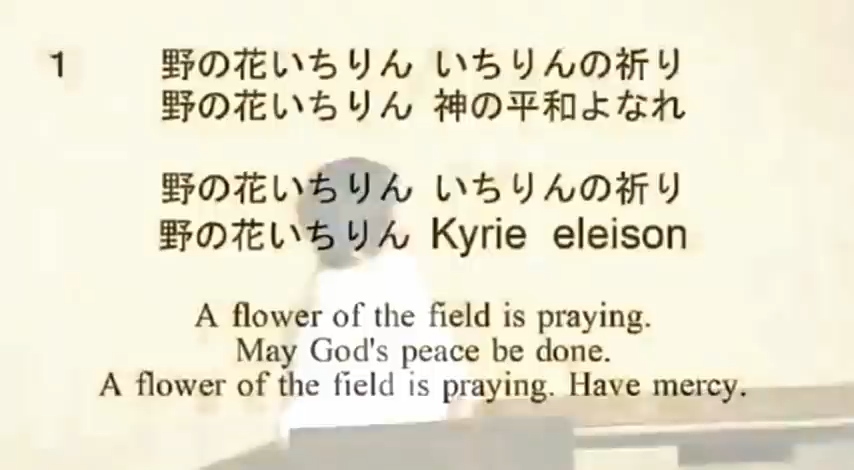 1 野の花いちりん いちりんの祈り
野の花いちりん 神の平和よなれ
野の花いちりん いちりんの祈り
野の花いちりん Kyrie eleison
A flower of the field is praying.
May God's peace be done.
A flower of the field is praying. Have mercy.